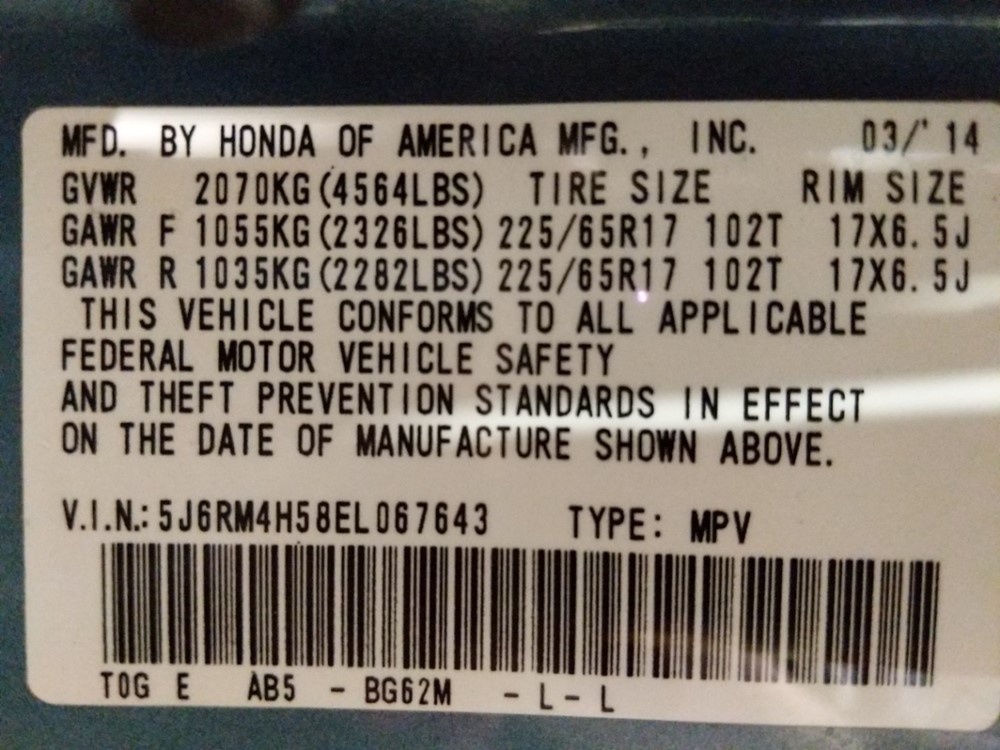 MFD. BY HONDA OF AMERICA MFG., INC. 03/'14
GVWR 2070KG(4564LBS) TIRE SIZE RIM SIZE
GAWR F 1055KG(2326LBS) 225/65R17 102T 17X6.5J
GAWR R 1035KG(2282LBS) 225/65R17 102T 17X6.5J
THIS VEHICLE CONFORMS TO ALL APPLICABLE
FEDERAL MOTOR VEHICLE SAFETY
AND THEFT PREVENTION STANDARDS IN EFFECT
ON THE DATE OF MANUFACTURE SHOWN ABOVE.
V.I.N.: 5J6RM4H58EL067643 TYPE: MPV
T0G E AB5 - BG62M - L - L